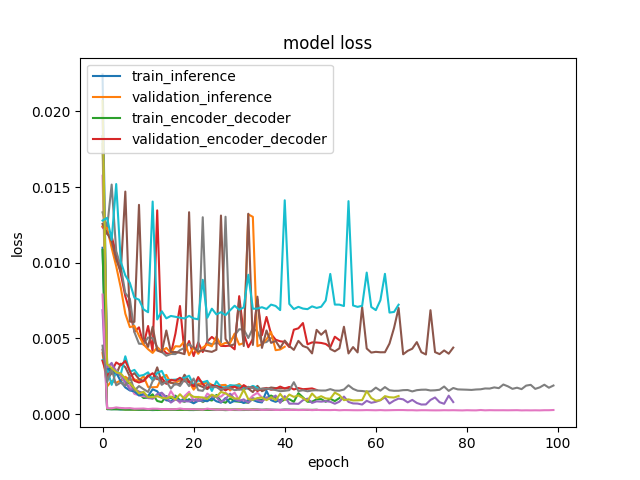 model loss
train_inference
validation_inference
train_encoder_decoder
validation_encoder_decoder
0.020
0.015
0.010
0.005
0.000
loss
0 20 40 60 80 100
epoch